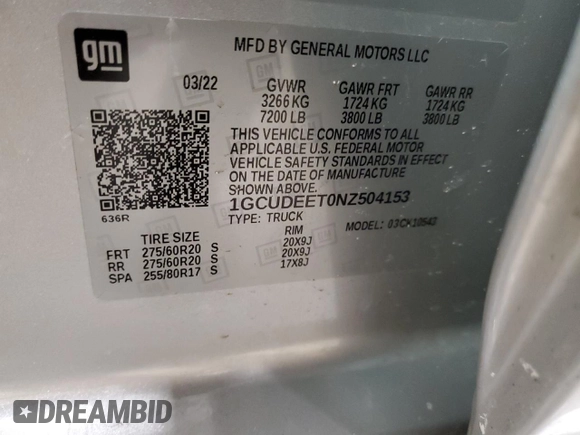 gm
MFD BY GENERAL MOTORS LLC
03/22 GVWR GAWR FRT GAWR RR
3266 KG 1724 KG 1724 KG
7200 LB 3800 LB 3800 LB
THIS VEHICLE CONFORMS TO ALL
APPLICABLE U.S. FEDERAL MOTOR
VEHICLE SAFETY STANDARDS IN EFFECT
ON THE DATE OF MANUFACTURE
SHOWN ABOVE.
1GCUDEET0NZ504153
636R
TYPE: TRUCK MODEL: 03CK10543
TIRE SIZE RIM
FRT 275/60R20 S 20X9J
RR 275/60R20 S 20X9J
SPA 255/80R17 S 17X8J
DREAMBID